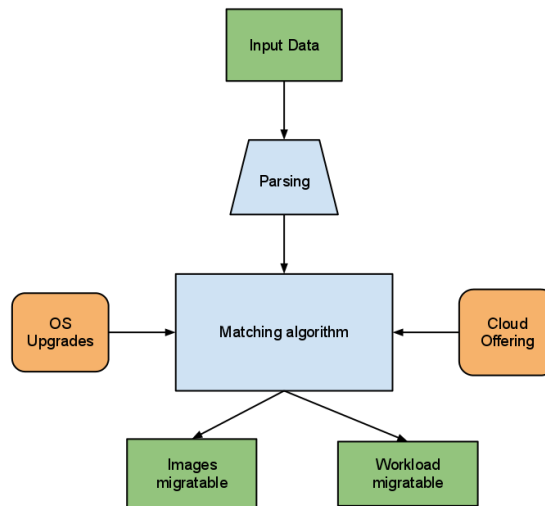 Input Data
Parsing
OS
Upgrades
Matching algorithm
Cloud
Offering
Images
migratable
Workload
migratable